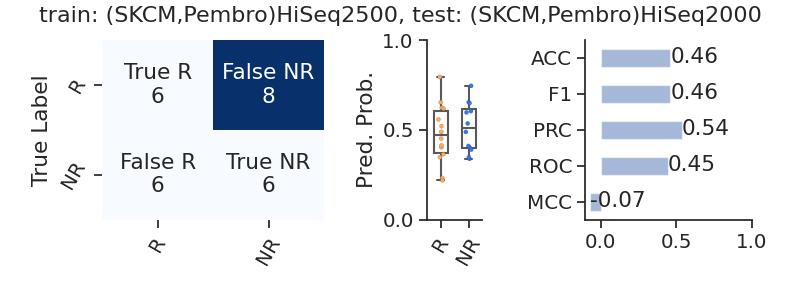 train: (SKCM,Pembro)HiSeq2500, test: (SKCM,Pembro)HiSeq2000
True Label
R
NR
True R
6
False NR
8
False R
6
True NR
6
R
NR
Pred. Prob.
1.0
0.5
0.0
R
NR
ACC
0.46
F1
0.46
PRC
0.54
ROC
0.45
MCC
-0.07
0.0
0.5
1.0